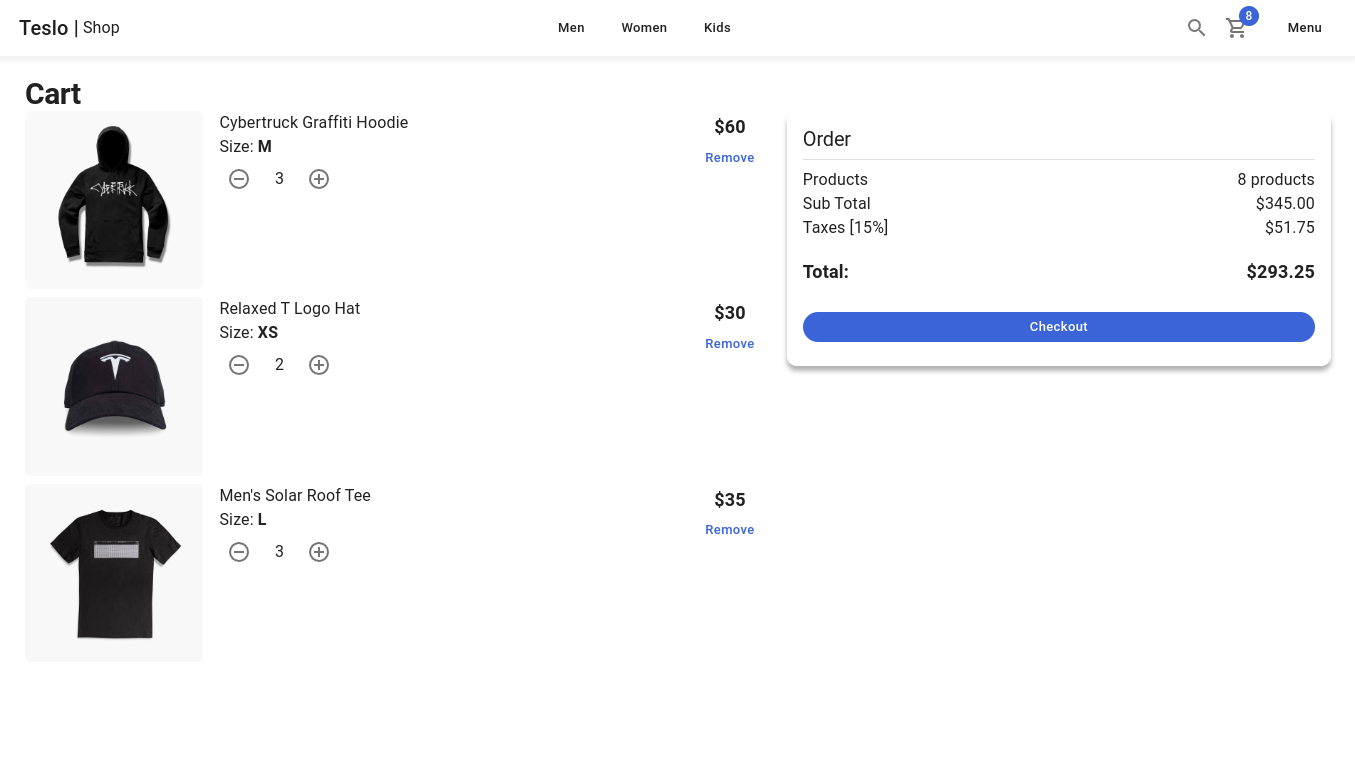 Teslo | Shop
Men
Women
Kids
8
Menu
Cart
Cybertruck Graffiti Hoodie
Size: M
3
$60
Remove
Relaxed T Logo Hat
Size: XS
2
$30
Remove
Men's Solar Roof Tee
Size: L
3
$35
Remove
Order
Products 8 products
Sub Total $345.00
Taxes [15%] $51.75
Total: $293.25
Checkout